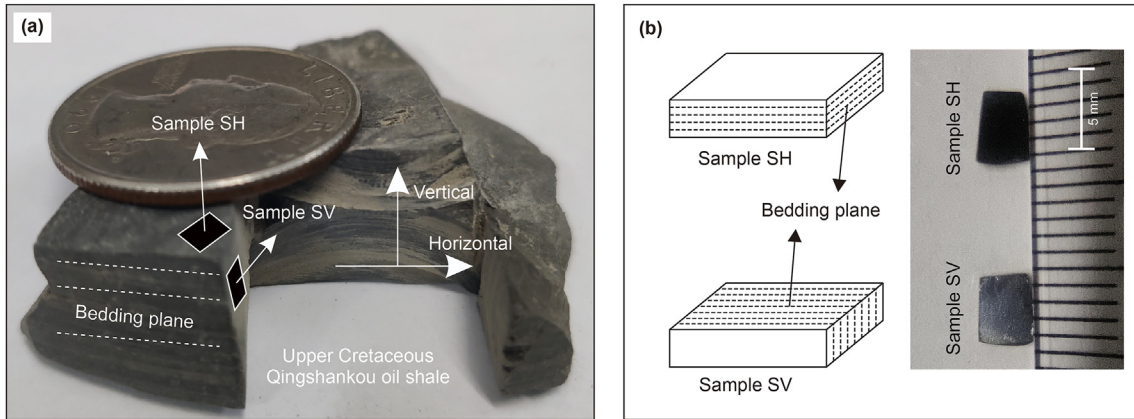 (a)
Sample SH
Sample SV
Vertical
Horizontal
Bedding plane
Upper Cretaceous
Qingshankou oil shale
(b)
Sample SH
Bedding plane
Sample SV
Sample SH
5 mm
Sample SV